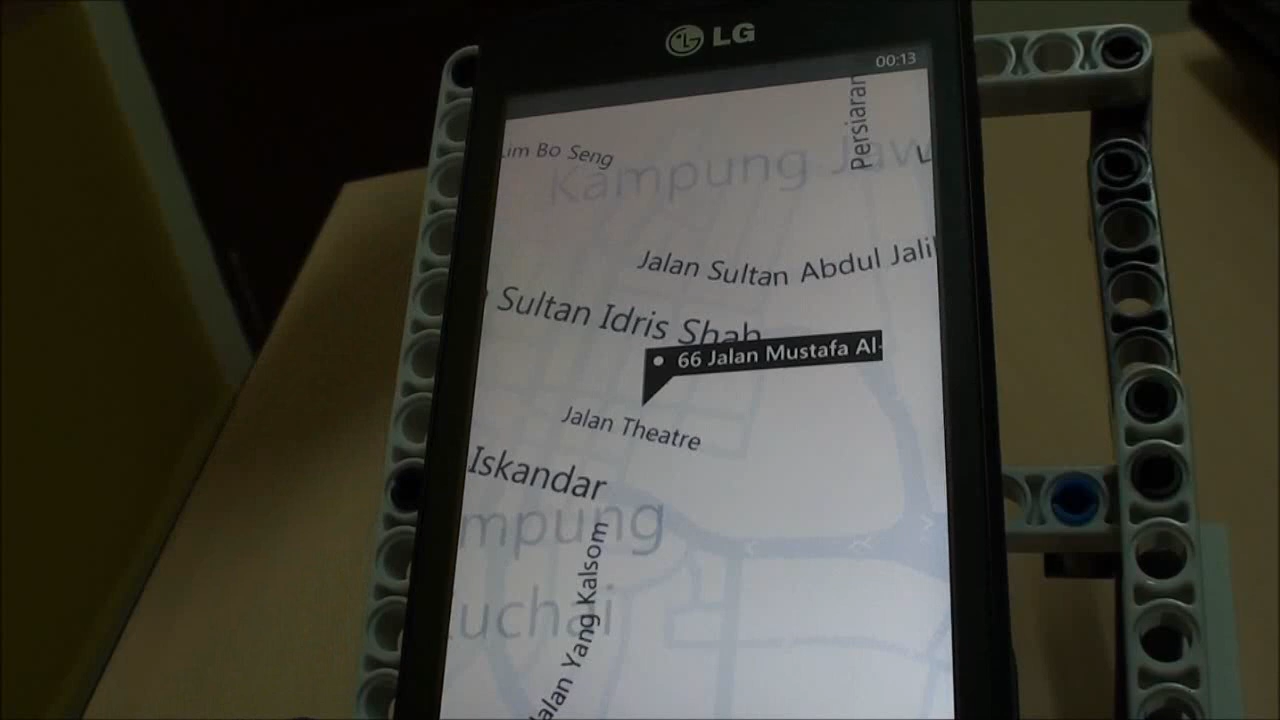 LG
00:13
Persiaran
Lim Bo Seng
Kampung Jaw
L
Jalan Sultan Abdul Jalil
Sultan Idris Shah
66 Jalan Mustafa Al-
Jalan Theatre
Iskandar
mpung
Jalan Yang Kalsom
uchai